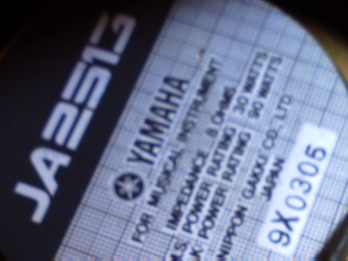 JA2513
YAMAHA
FOR MUSICAL INSTRUMENT
IMPEDANCE 8 OHMS
M.S. POWER RATING 30 WATTS
K POWER RATING 90 WATTS
NIPPON GAKKI CO., LTD.
JAPAN
9X0305